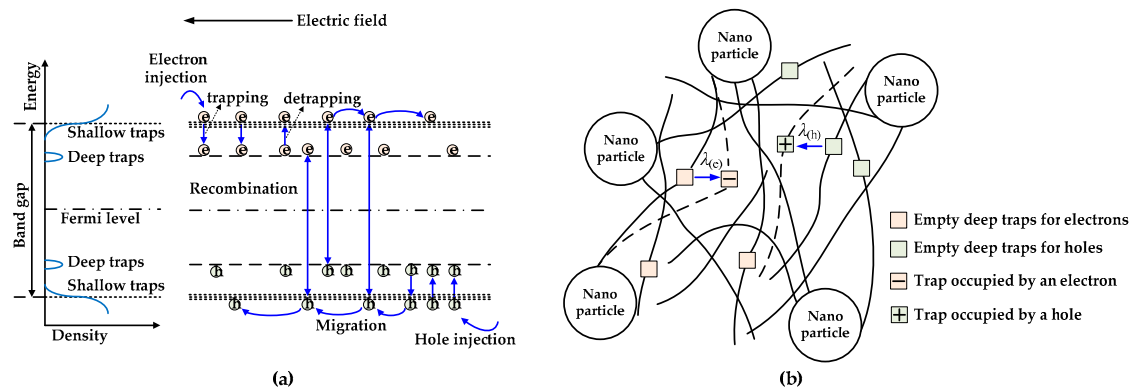 Electric field
Energy
Electron
injection
trapping
detrapping
e e e e e e
Shallow traps
Deep traps
e e e e e e
Band gap
Recombination
Fermi level
Deep traps
h h h h h h h h
Shallow traps
h h h h h
Density
Migration
Hole injection
(a)
Nano
particle
Nano
particle
Nano
particle
Nano
particle
Nano
particle
λ(e)
λ(h)
+
−
Empty deep traps for electrons
Empty deep traps for holes
− Trap occupied by an electron
+ Trap occupied by a hole
(b)